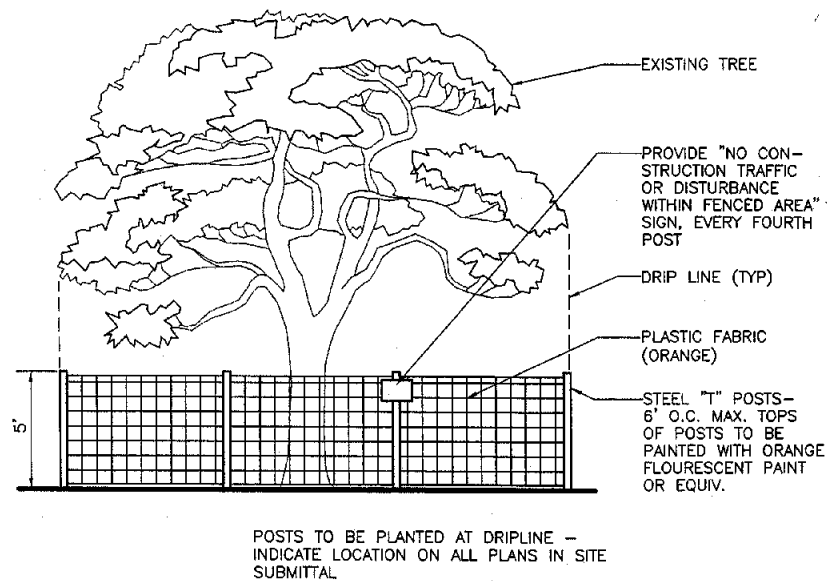 EXISTING TREE
PROVIDE "NO CON-
STRUCTION TRAFFIC
OR DISTURBANCE
WITHIN FENCED AREA"
SIGN, EVERY FOURTH
POST
DRIP LINE (TYP)
PLASTIC FABRIC
(ORANGE)
STEEL "T" POSTS-
6' O.C. MAX. TOPS
OF POSTS TO BE
PAINTED WITH ORANGE
FLOURESCENT PAINT
OR EQUIV.
5'
POSTS TO BE PLANTED AT DRIPLINE -
INDICATE LOCATION ON ALL PLANS IN SITE
SUBMITTAL